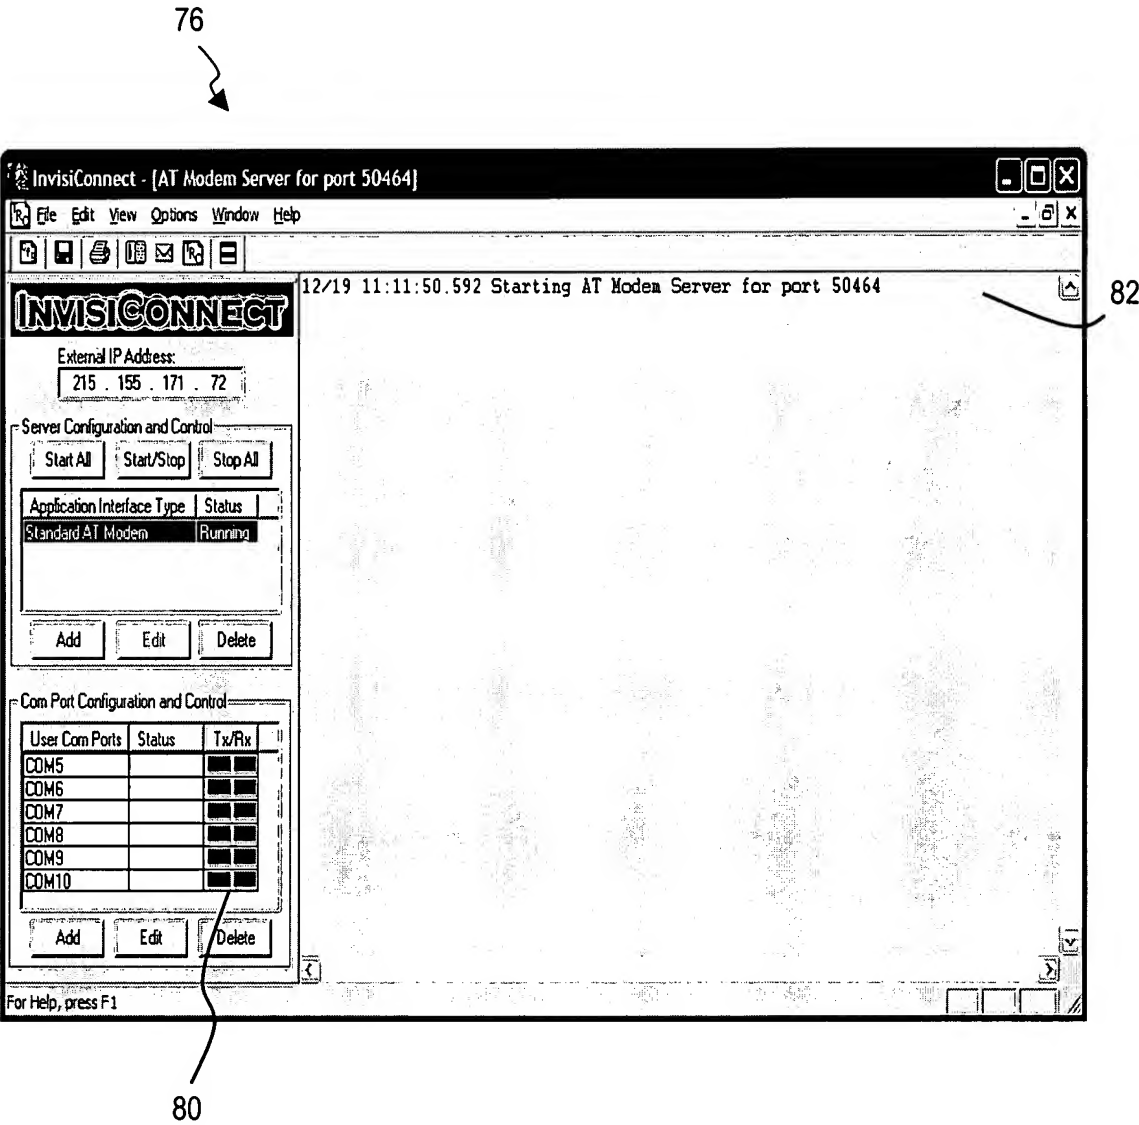 76
InvisiConnect - [AT Modem Server for port 50464]
File Edit View Options Window Help
12/19 11:11:50.592 Starting AT Modem Server for port 50464
82
INVISICONNECT
External IP Address:
215 . 155 . 171 . 72
Server Configuration and Control
Start All Start/Stop Stop All
Application Interface Type Status
Standard AT Modem Running
Add Edit Delete
Com Port Configuration and Control
User Com Ports Status Tx/Rx
COM5
COM6
COM7
COM8
COM9
COM10
Add Edit Delete
For Help, press F1
80